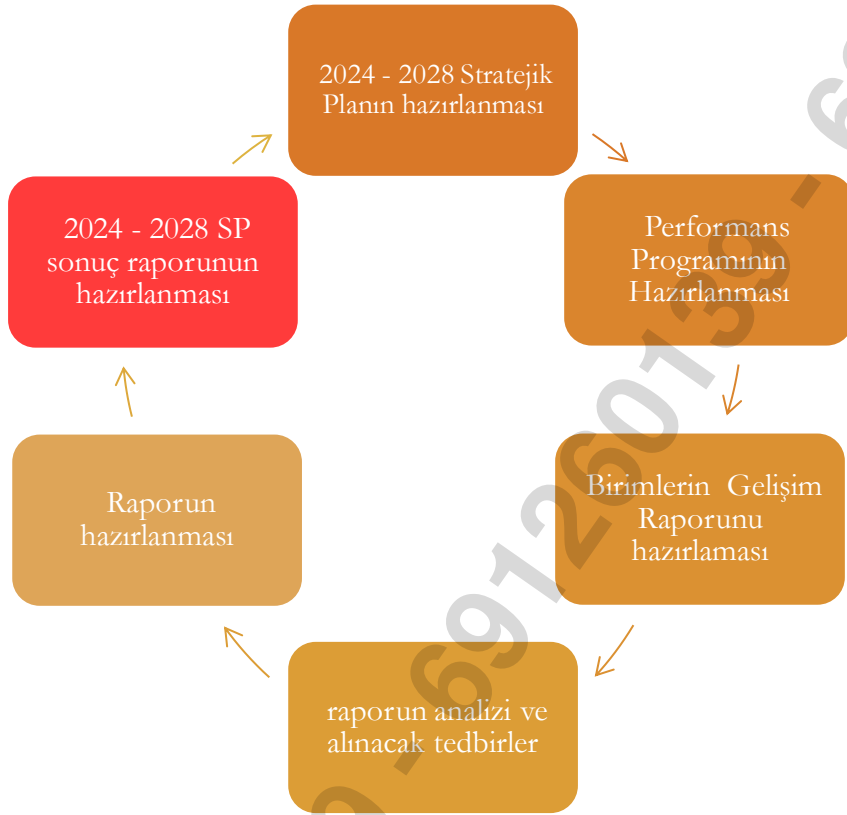 2024 - 2028 Stratejik
Planın hazırlanması
Performans
Programının
Hazırlanması
Birimlerin Gelişim
Raporunu
hazırlaması
raporun analizi ve
alınacak tedbirler
Raporun
hazırlanması
2024 - 2028 SP
sonuç raporunun
hazırlanması
691260139